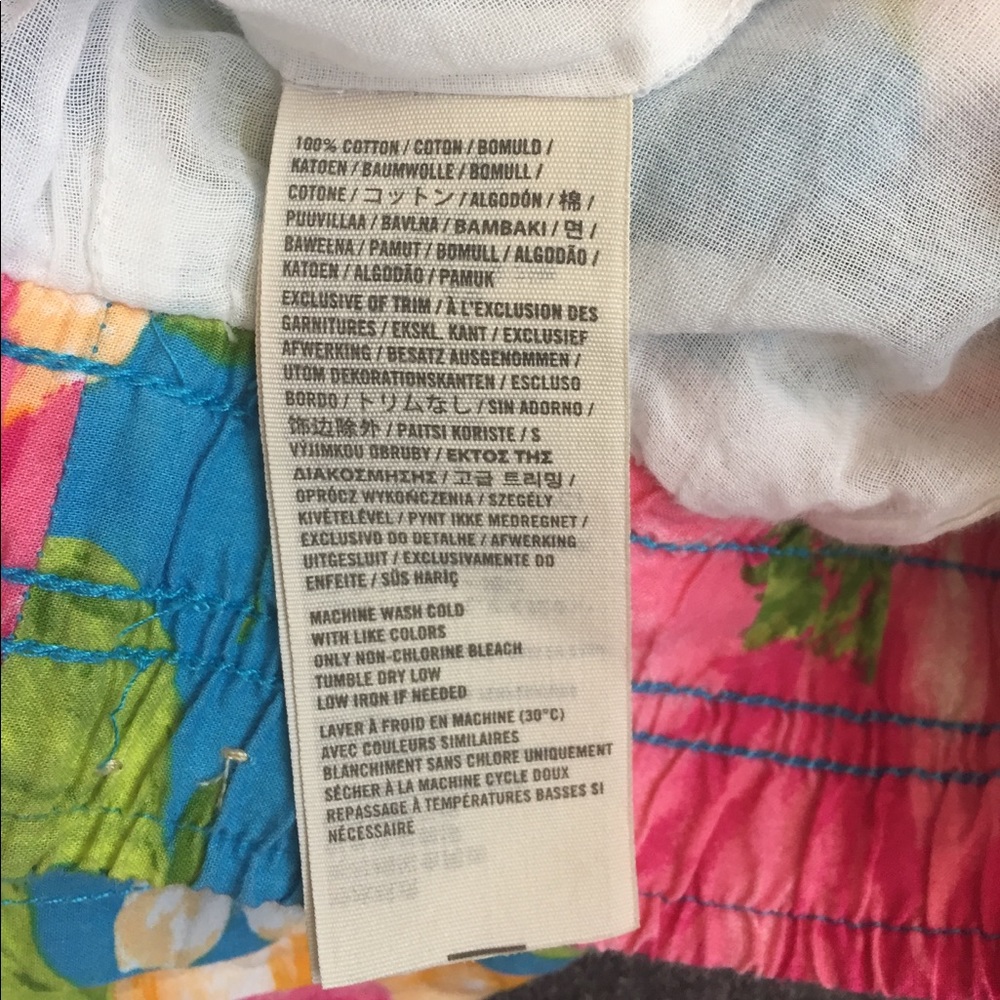 100% COTTON / COTON / BOMULD /
KATOEN / BAUMWOLLE / BOMULL /
COTONE / コットン / ALGODÓN / 棉 /
PUUVILLAA / BAVLNA / BAMBAKI / 면 /
BAWEENA / PAMUT / BOMULL / ALGODÃO /
KATOEN / ALGODÃO / PAMUK
EXCLUSIVE OF TRIM / À L'EXCLUSION DES
GARNITURES / EKSKL. KANT / EXCLUSIEF
AFWERKING / BESATZ AUSGENOMMEN /
UTOM DEKORATIONSKANTEN / ESCLUSO
BORDO / トリムなし / SIN ADORNO /
饰边除外 / PAITSI KORISTE / S
VÝJIMKOU OBRUBY / ΕΚΤΟΣ ΤΗΣ
ΔΙΑΚΟΣΜΗΣΗΣ / 고급 트리밍 /
OPRÓCZ WYKOŃCZENIA / SZEGÉLY
KIVÉTELÉVEL / PYNT IKKE MEDREGNET /
EXCLUSIVO DO DETALHE / AFWERKING
UITGESLUIT / EXCLUSIVAMENTE DO
ENFEITE / SÜS HARİÇ
MACHINE WASH COLD
WITH LIKE COLORS
ONLY NON-CHLORINE BLEACH
TUMBLE DRY LOW
LOW IRON IF NEEDED
LAVER À FROID EN MACHINE (30°C)
AVEC COULEURS SIMILAIRES
BLANCHIMENT SANS CHLORE UNIQUEMENT
SÉCHER À LA MACHINE CYCLE DOUX
REPASSAGE À TEMPÉRATURES BASSES SI
NÉCESSAIRE